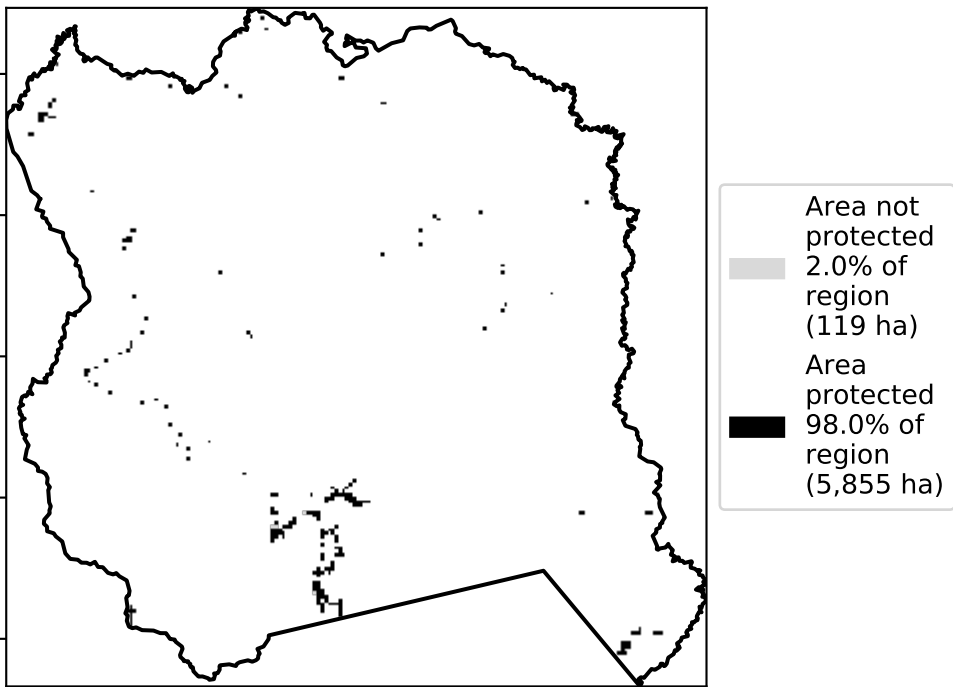 Area not
protected
2.0% of
region
(119 ha)
Area
protected
98.0% of
region
(5,855 ha)